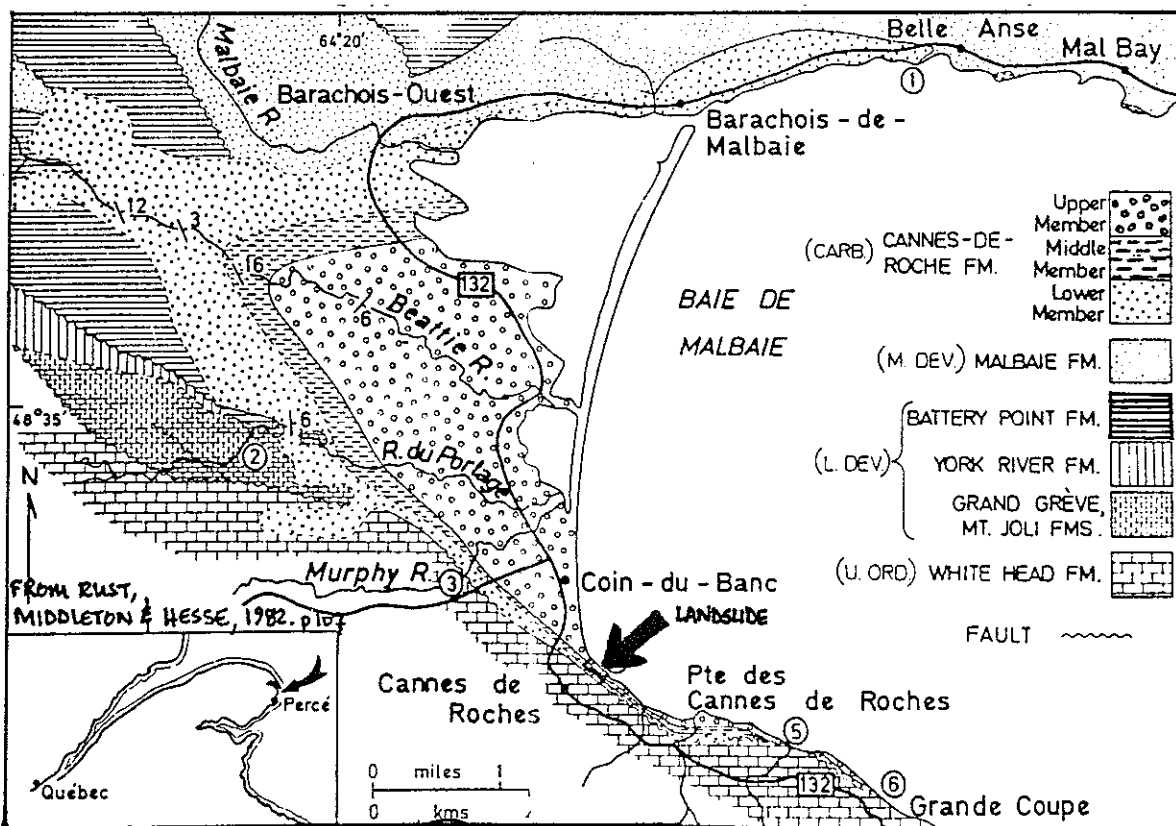 64°20'
Malbaie R.
Belle Anse
Mal Bay
Barachois-Ouest
①
Barachois-de-
Malbaie
12
3
16
6
132
Beattie R.
BAIE DE
MALBAIE
Upper
Member
(CARB.) CANNES-DE-
ROCHE FM.
Middle
Member
Lower
Member
(M. DEV.) MALBAIE FM.
BATTERY POINT FM.
(L. DEV)
YORK RIVER FM.
GRAND GRÈVE,
MT. JOLI FMS.
(U. ORD) WHITE HEAD FM.
FAULT
48°35'
6
②
R. du Portage
N
Murphy R.
③
Coin-du-Banc
LANDSLIDE
FROM RUST,
MIDDLETON & HESSE, 1982.
Cannes de
Roches
Pte des
Cannes de Roches
⑤
132
⑥
Grande Coupe
Percé
Québec
0 miles 1
0 kms